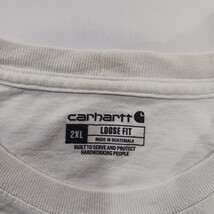 carhartt
2XL LOOSE FIT
MADE IN GUATEMALA
BUILT TO SERVE AND PROTECT
HARDWORKING PEOPLE